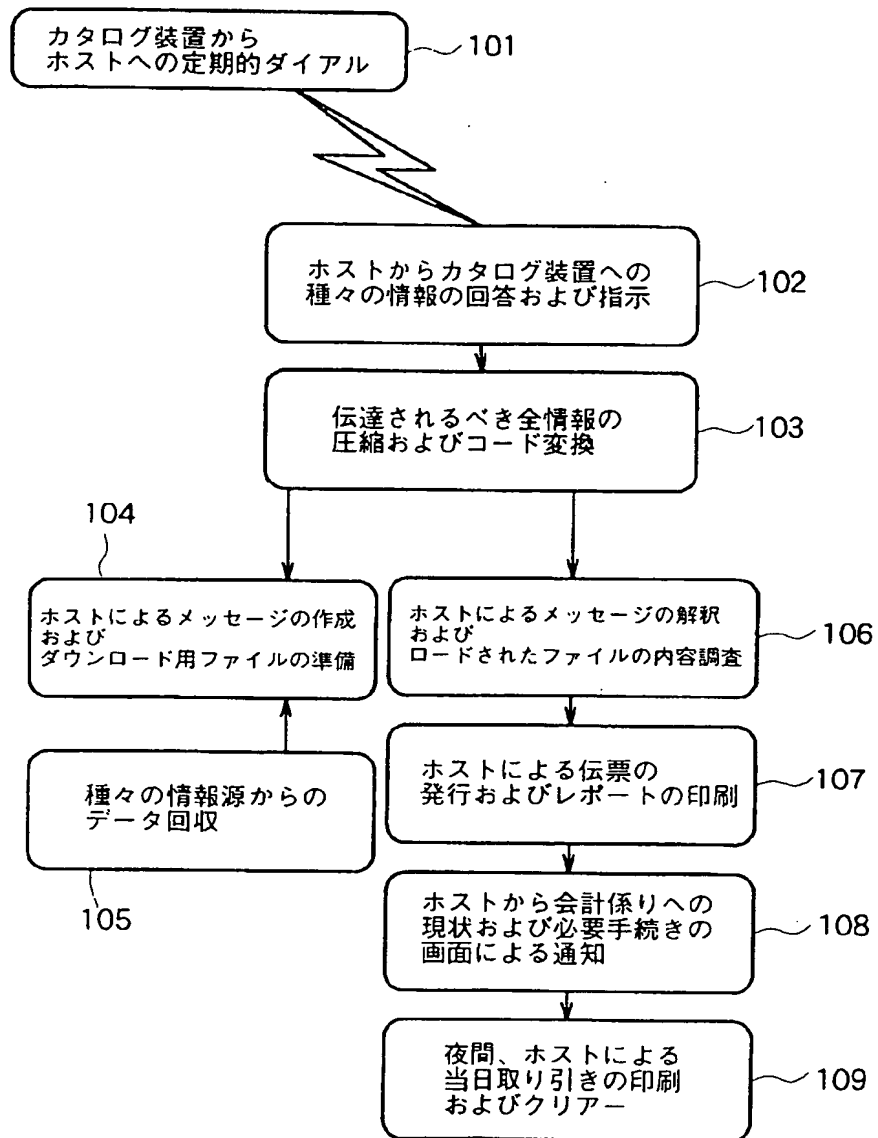 カタログ装置から
ホストへの定期的ダイアル
101
ホストからカタログ装置への
種々の情報の回答および指示
102
伝達されるべき全情報の
圧縮およびコード変換
103
104
ホストによるメッセージの作成
および
ダウンロード用ファイルの準備
ホストによるメッセージの解釈
および
ロードされたファイルの内容調査
106
種々の情報源からの
データ回収
105
ホストによる伝票の
発行およびレポートの印刷
107
ホストから会計係りへの
現状および必要手続きの
画面による通知
108
夜間、ホストによる
当日取り引きの印刷
およびクリアー
109